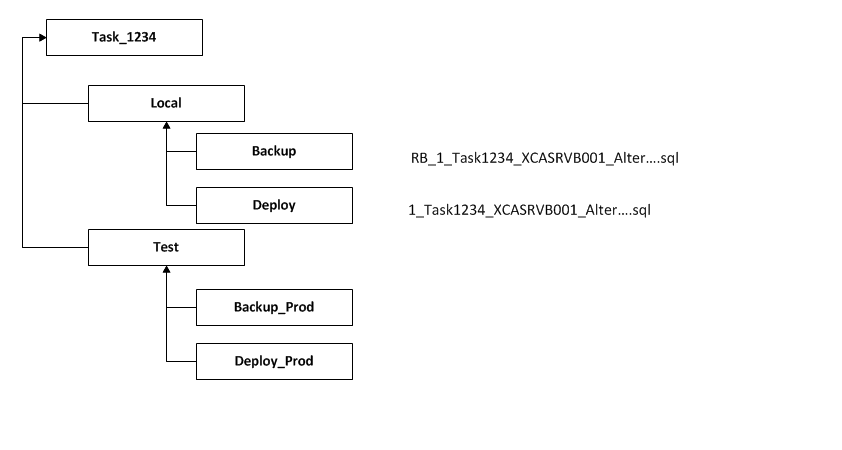 Task_1234
Local
Backup
RB_1_Task1234_XCASRVB001_Alter....sql
Deploy
1_Task1234_XCASRVB001_Alter....sql
Test
Backup_Prod
Deploy_Prod